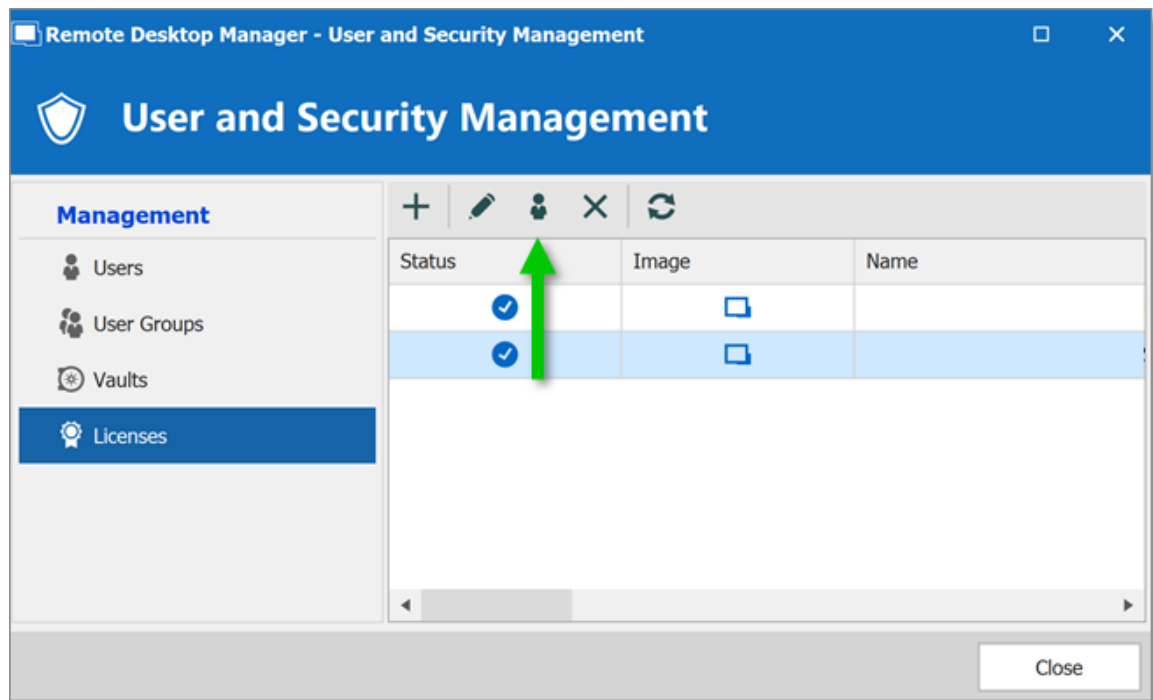 Remote Desktop Manager - User and Security Management
User and Security Management
Management
Users
User Groups
Vaults
Licenses
Status Image Name
Close